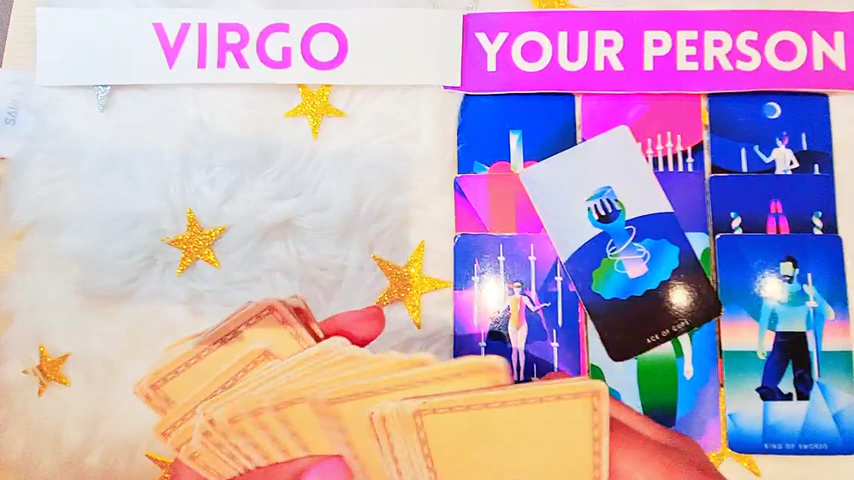 VIRGO
YOUR PERSON
ACE OF CUPS
KING OF SWORDS